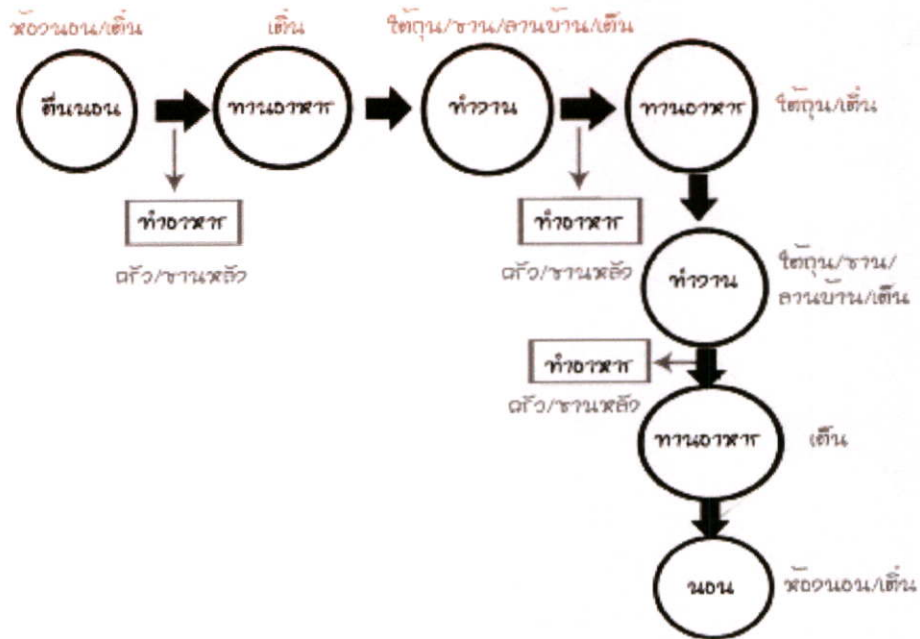 ห้องนอน/เติ๋น
เติ๋น
ใต้ถุน/ชาน/ลานบ้าน/เติ๋น
ตื่นนอน
ทานอาหาร
ทำงาน
ทานอาหาร
ใต้ถุน/เติ๋น
ทำอาหาร
ครัว/ชานหลัง
ทำอาหาร
ครัว/ชานหลัง
ทำงาน
ใต้ถุน/ชาน/
ลานบ้าน/เติ๋น
ทำอาหาร
ครัว/ชานหลัง
ทานอาหาร
เติ๋น
นอน
ห้องนอน/เติ๋น